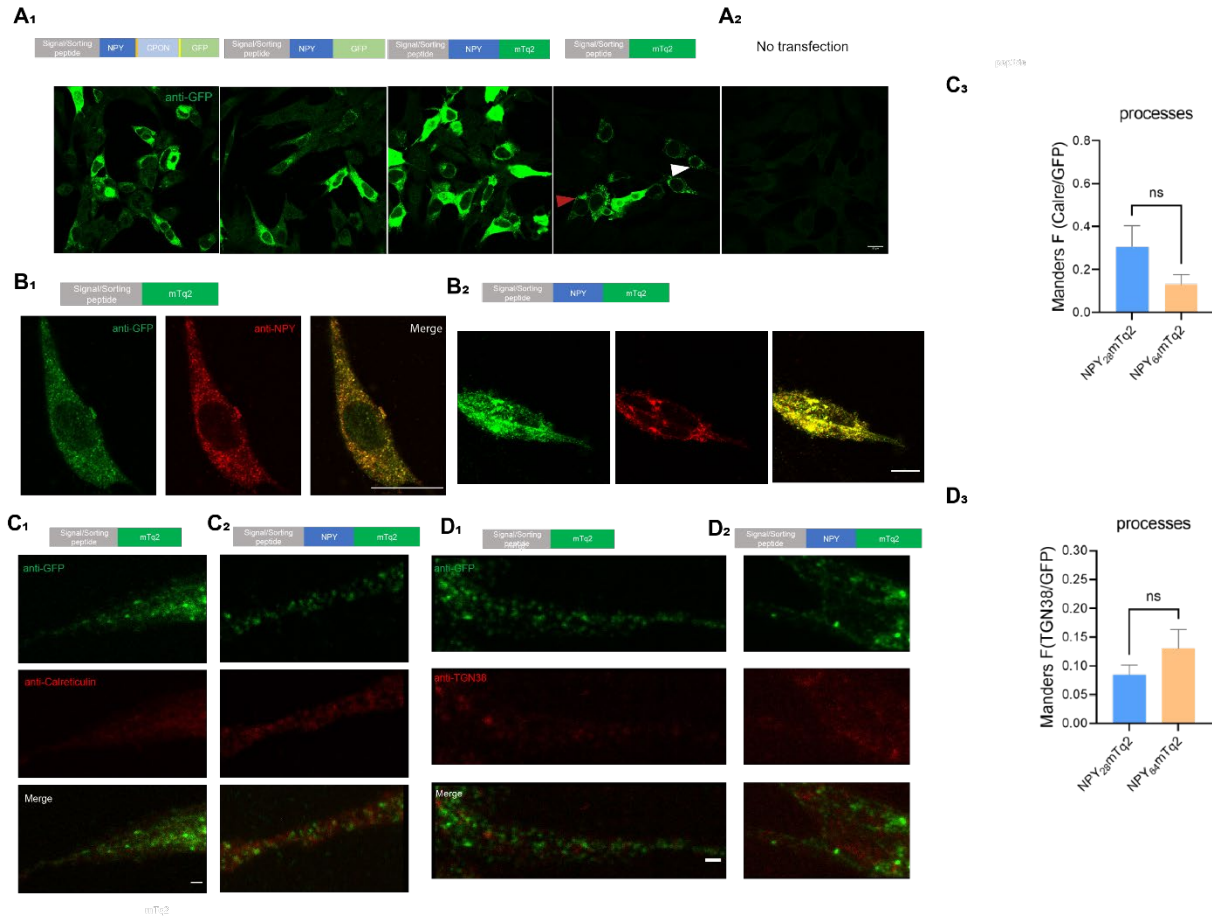 A₁
Signal/Sorting
peptide
NPY
CPON
GFP
Signal/Sorting
peptide
NPY
GFP
Signal/Sorting
peptide
NPY
mTq2
Signal/Sorting
peptide
mTq2
anti-GFP
A₂
No transfection
peptide
B₁
Signal/Sorting
peptide
mTq2
anti-GFP
anti-NPY
Merge
B₂
Signal/Sorting
peptide
NPY
mTq2
C₃
processes
Manders F (Calre/GFP)
0.8
0.6
0.4
0.2
0.0
ns
NPY₂₈mTq2
NPY₆₄mTq2
C₁
Signal/Sorting
peptide
mTq2
anti-GFP
anti-Calreticulin
Merge
mTq2
C₂
Signal/Sorting
peptide
NPY
mTq2
D₁
Signal/Sorting
peptide
mTq2
anti-GFP
anti-TGN38
Merge
D₂
Signal/Sorting
peptide
NPY
mTq2
D₃
processes
Manders F(TGN38/GFP)
0.30
0.25
0.20
0.15
0.10
0.05
0.00
ns
NPY₂₈mTq2
NPY₆₄mTq2